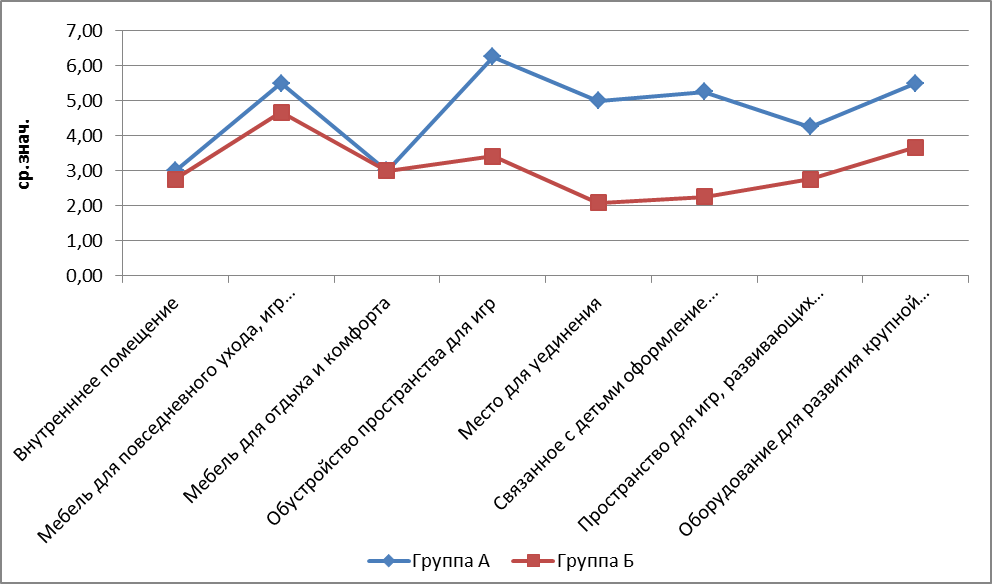 7,00
6,00
5,00
4,00
3,00
2,00
1,00
0,00
ср.знач.
Внутренннее помещение
Мебель для повседневного ухода, игр...
Мебель для отдыха и комфорта
Обустройство пространства для игр
Место для уединения
Связанное с детьми оформление...
Пространство для игр, развивающих...
Оборудование для развития крупной...
Группа А
Группа Б